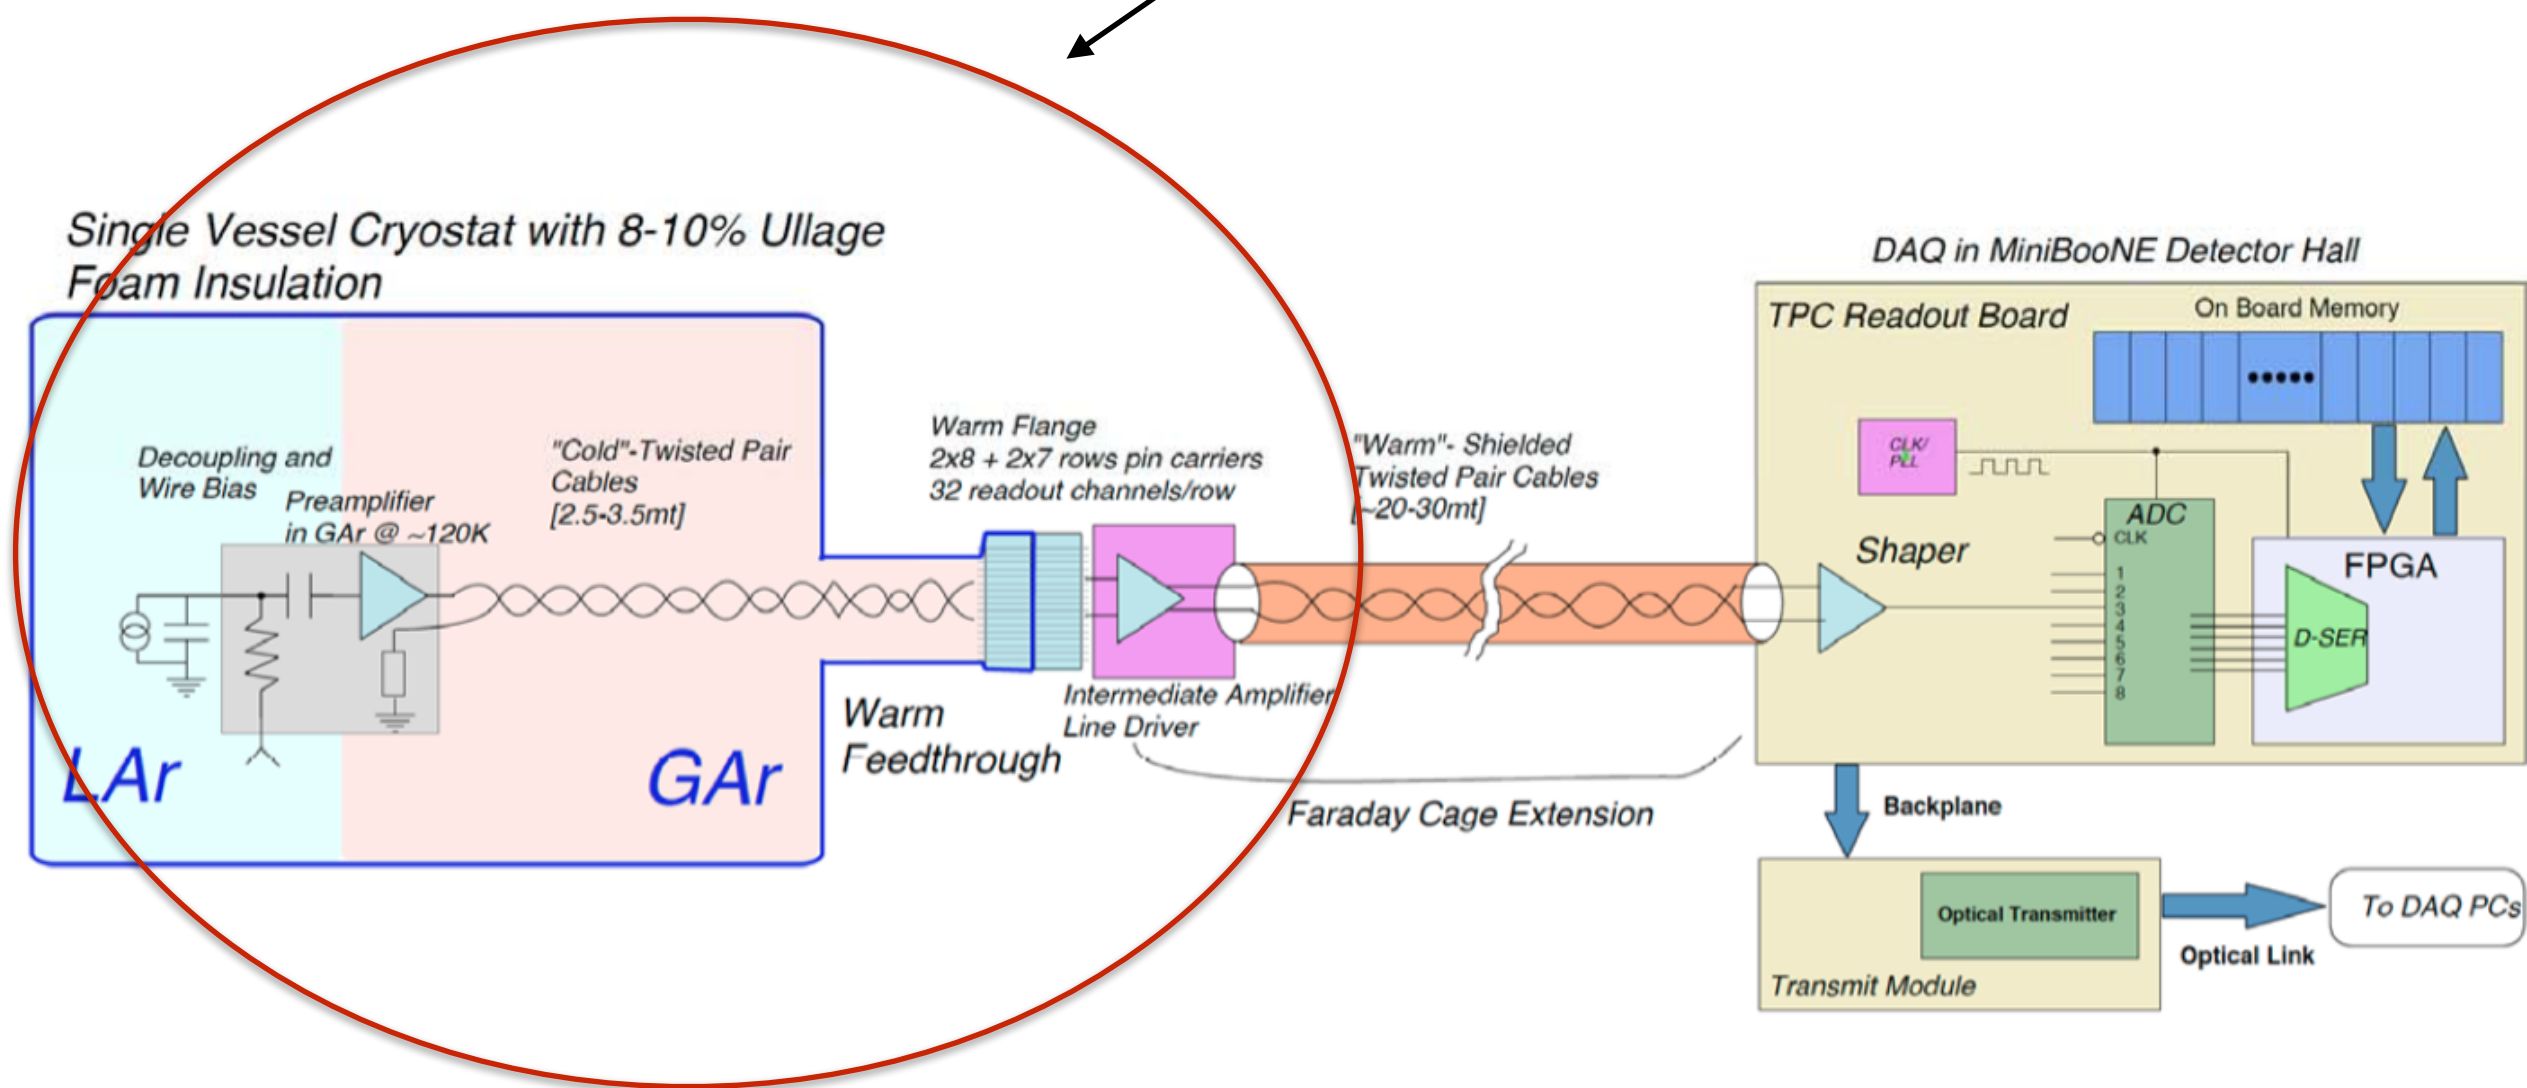 Single Vessel Cryostat with 8-10% Ullage
Foam Insulation
Decoupling and
Wire Bias
Preamplifier
in GAr @ ~120K
"Cold"-Twisted Pair
Cables
[2.5-3.5mt]
LAr
GAr
Warm Flange
2x8 + 2x7 rows pin carriers
32 readout channels/row
Warm
Feedthrough
Intermediate Amplifier
Line Driver
"Warm"- Shielded
Twisted Pair Cables
[~20-30mt]
Faraday Cage Extension
DAQ in MiniBooNE Detector Hall
TPC Readout Board
On Board Memory
CLK/
PLL
Shaper
ADC
CLK
1
2
3
4
5
6
7
8
FPGA
D-SER
Backplane
Optical Transmitter
Transmit Module
Optical Link
To DAQ PCs